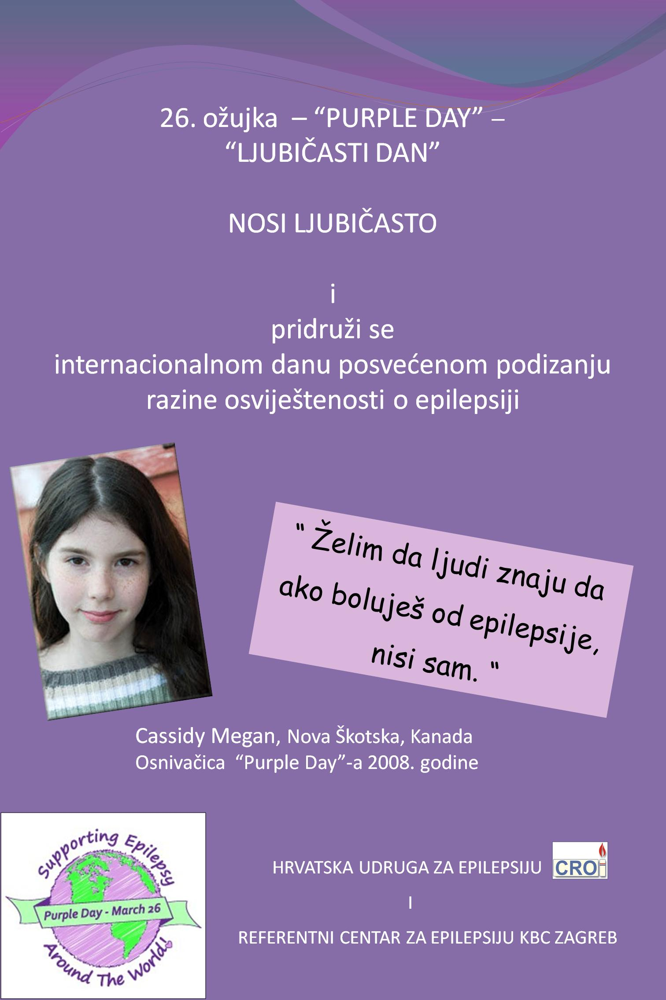 26. ožujka – “PURPLE DAY” –
“LJUBIČASTI DAN”
NOSI LJUBIČASTO
i
pridruži se
internacionalnom danu posvećenom podizanju
razine osviještenosti o epilepsiji
" Želim da ljudi znaju da
ako boluješ od epilepsije,
nisi sam. "
Cassidy Megan, Nova Škotska, Kanada
Osnivačica “Purple Day”-a 2008. godine
Supporting Epilepsy
Purple Day - March 26
Around The World!
HRVATSKA UDRUGA ZA EPILEPSIJU
CRO
I
REFERENTNI CENTAR ZA EPILEPSIJU KBC ZAGREB